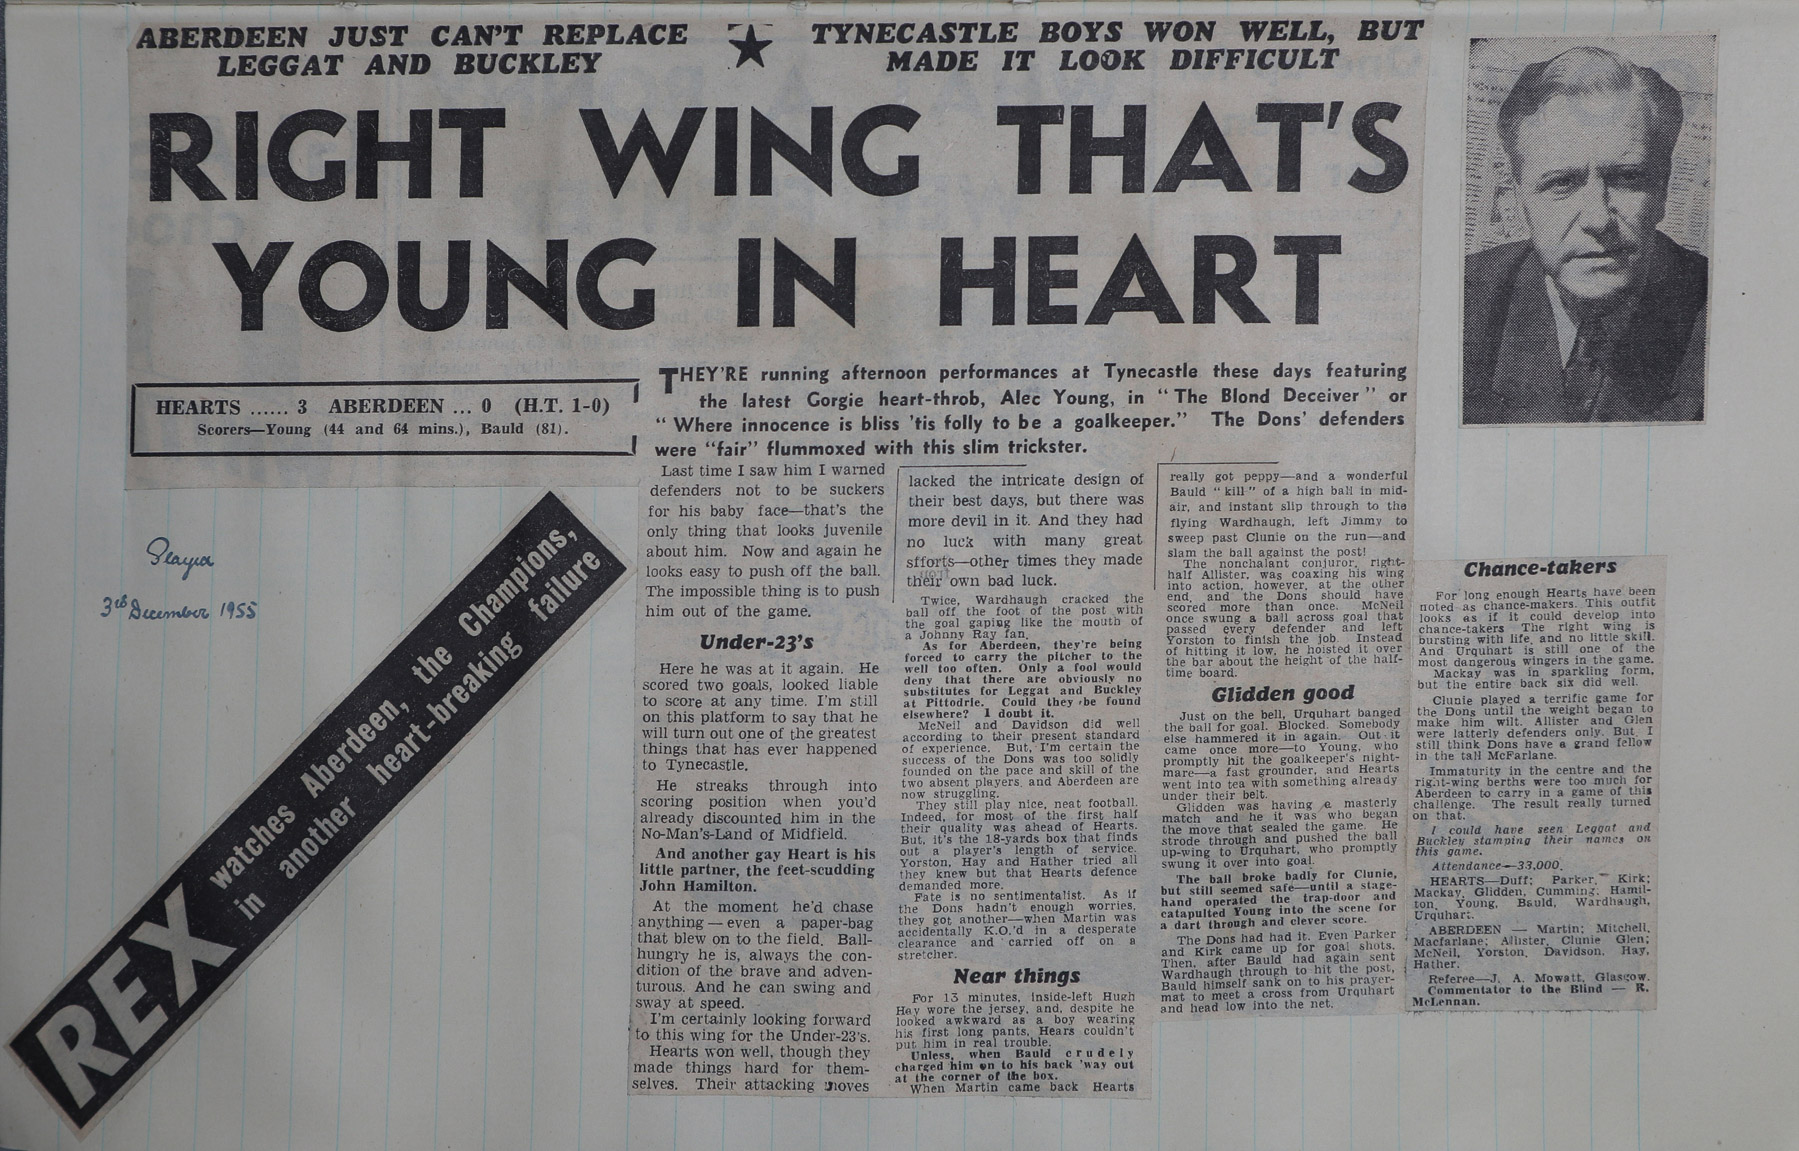 ABERDEEN JUST CAN'T REPLACE
LEGGAT AND BUCKLEY
TYNECASTLE BOYS WON WELL, BUT
MADE IT LOOK DIFFICULT
RIGHT WING THAT'S
YOUNG IN HEART
HEARTS ...... 3 ABERDEEN ... 0 (H.T. 1-0)
Scorers—Young (44 and 64 mins.), Bauld (81).
THEY'RE running afternoon performances at Tynecastle these days featuring
the latest Gorgie heart-throb, Alec Young, in "The Blond Deceiver" or
"Where innocence is bliss 'tis folly to be a goalkeeper." The Dons' defenders
were "fair" flummoxed with this slim trickster.
Played
3rd December 1955
REX watches Aberdeen, the Champions,
in another heart-breaking failure
Last time I saw him I warned
defenders not to be suckers
for his baby face—that's the
only thing that looks juvenile
about him. Now and again he
looks easy to push off the ball.
The impossible thing is to push
him out of the game.
Under-23's
Here he was at it again. He
scored two goals, looked liable
to score at any time. I'm still
on this platform to say that he
will turn out one of the greatest
things that has ever happened
to Tynecastle.
He streaks through into
scoring position when you'd
already discounted him in the
No-Man's-Land of Midfield.
And another gay Heart is his
little partner, the feet-scudding
John Hamilton.
At the moment he'd chase
anything—even a paper-bag
that blew on to the field. Ball-
hungry he is, always the con-
dition of the brave and adven-
turous. And he can swing and
sway at speed.
I'm certainly looking forward
to this wing for the Under-23's.
Hearts won well, though they
made things hard for them-
selves. Their attacking moves
lacked the intricate design of
their best days, but there was
more devil in it. And they had
no luck with many great
sfforts—other times they made
their own bad luck.
Twice, Wardhaugh cracked the
ball off the foot of the post with
the goal gaping like the mouth of
a Johnny Ray fan.
As for Aberdeen, they're being
forced to carry the pitcher to the
well too often. Only a fool would
deny that there are obviously no
substitutes for Leggat and Buckley
at Pittodrie. Could they be found
elsewhere? I doubt it.
McNeil and Davidson did well
according to their present standard
of experience. But, I'm certain the
success of the Dons was too solidly
founded on the pace and skill of the
two absent players, and Aberdeen are
now struggling.
They still play nice, neat football.
Indeed, for most of the first half
their quality was ahead of Hearts.
But, it's the 18-yards box that finds
out a player's length of service.
Yorston, Hay and Hather tried all
they knew but that Hearts defence
demanded more.
Fate is no sentimentalist. As if
the Dons hadn't enough worries,
they got another—when Martin was
accidentally K.O.'d in a desperate
clearance and carried off on a
stretcher.
Near things
For 13 minutes, inside-left Hugh
Hay wore the jersey, and, despite he
looked awkward as a boy wearing
his first long pants, Hears couldn't
put him in real trouble.
Unless, when Bauld crudely
charged him on to his back 'way out
at the corner of the box.
When Martin came back Hearts
really got peppy—and a wonderful
Bauld "kill" of a high ball in mid-
air, and instant slip through to the
flying Wardhaugh, left Jimmy to
sweep past Clunie on the run—and
slam the ball against the post!
The nonchalant conjuror, right-
half Allister, was coaxing his wing
into action, however, at the other
end, and the Dons should have
scored more than once. McNeil
once swung a ball across goal that
passed every defender and left
Yorston to finish the job. Instead
of hitting it low, he hoisted it over
the bar about the height of the half-
time board.
Glidden good
Just on the bell, Urquhart banged
the ball for goal. Blocked. Somebody
else hammered it in again. Out it
came once more—to Young, who
promptly hit the goalkeeper's night-
mare—a fast grounder, and Hearts
went into tea with something already
under their belt.
Glidden was having a masterly
match and he it was who began
the move that sealed the game. He
strode through and pushed the ball
up-wing to Urquhart, who promptly
swung it over into goal.
The ball broke badly for Clunie,
but still seemed safe—until a stage-
hand operated the trap-door and
catapulted Young into the scene for
a dart through and clever score.
The Dons had had it. Even Parker
and Kirk came up for goal shots.
Then, after Bauld had again sent
Wardhaugh through to hit the post,
Bauld himself sank on to his prayer-
mat to meet a cross from Urquhart
and head low into the net.
Chance-takers
For long enough Hearts have been
noted as chance-makers. This outfit
looks as if it could develop into
chance-takers The right wing is
bursting with life, and no little skill.
And Urquhart is still one of the
most dangerous wingers in the game.
Mackay was in sparkling form,
but the entire back six did well.
Clunie played a terrific game for
the Dons until the weight began to
make him wilt. Allister and Glen
were latterly defenders only. But I
still think Dons have a grand fellow
in the tall McFarlane.
Immaturity in the centre and the
right-wing berths were too much for
Aberdeen to carry in a game of this
challenge. The result really turned
on that.
I could have seen Leggat and
Buckley stamping their names on
this game.
Attendance—33,000.
HEARTS—Duff; Parker, Kirk;
Mackay, Glidden, Cumming; Hamil-
ton, Young, Bauld, Wardhaugh,
Urquhart.
ABERDEEN — Martin; Mitchell,
Macfarlane; Allister, Clunie Glen;
McNeil, Yorston, Davidson, Hay,
Hather.
Referee—J. A. Mowatt, Glasgow.
Commentator to the Blind — R.
McLennan.